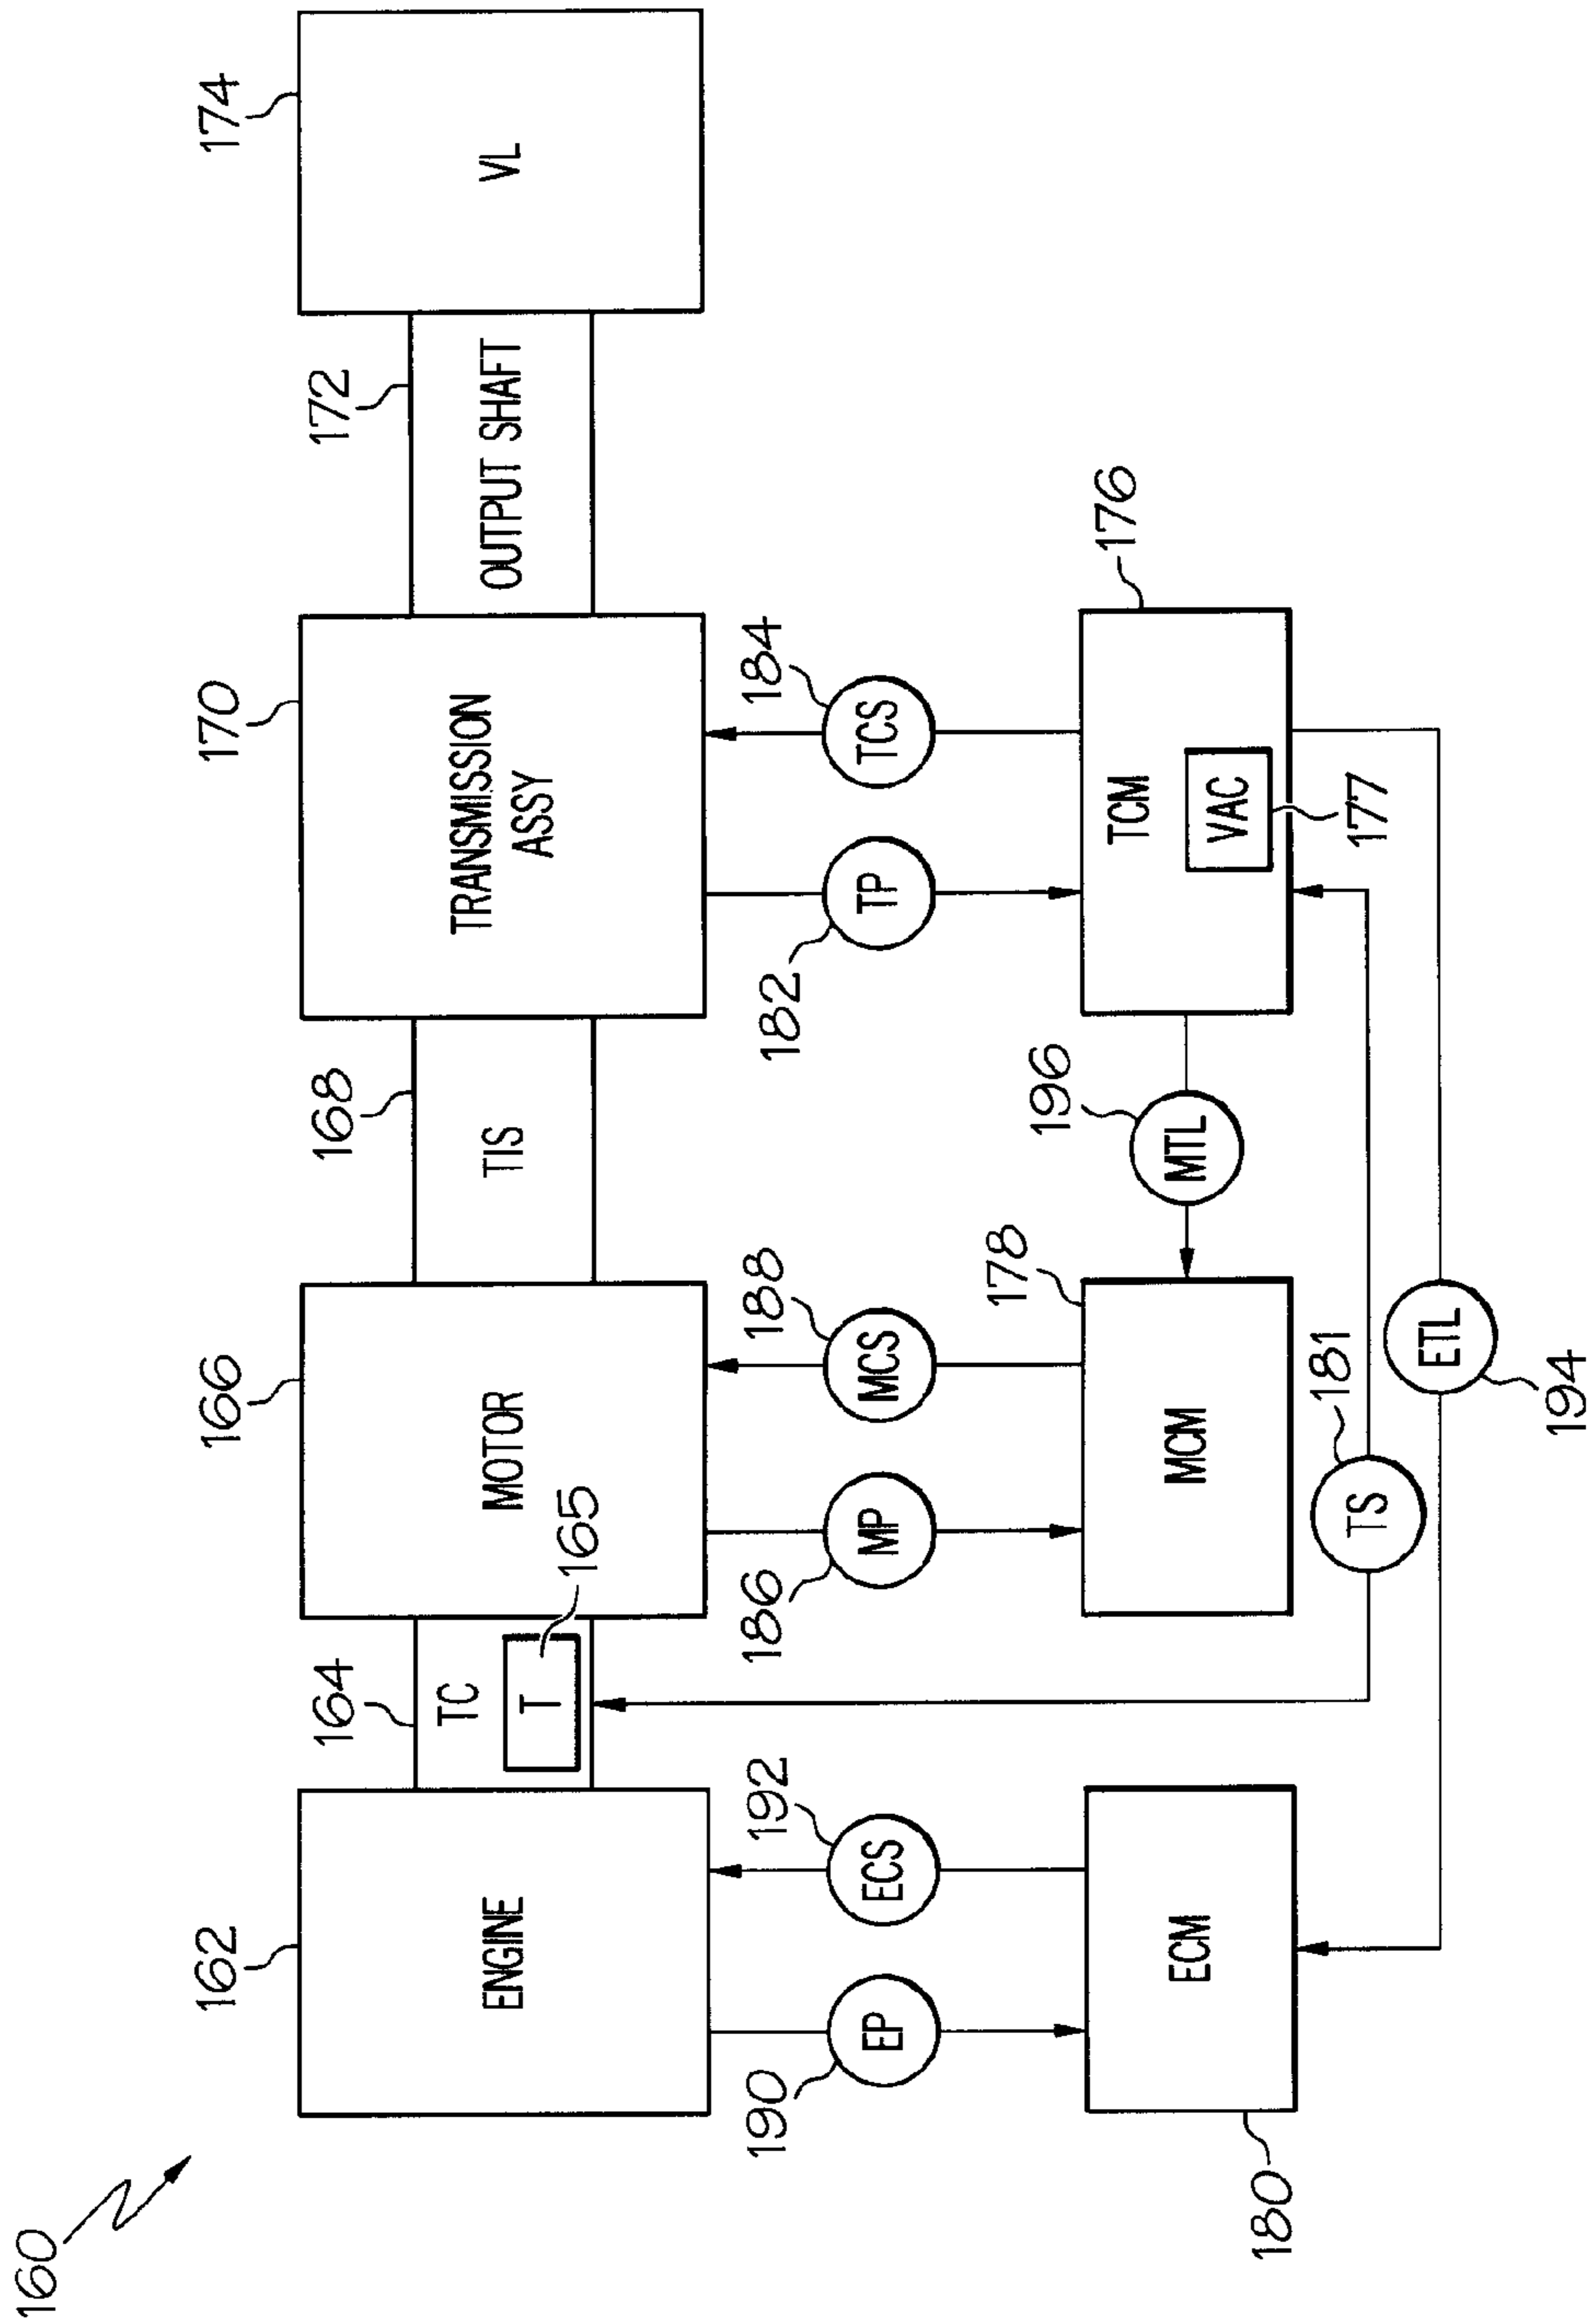 160
162
ENGINE
164
TC
T
165
166
MOTOR
168
TIS
170
TRANSMISSION
ASSY
172
OUTPUT SHAFT
174
VL
190
EP
192
ECS
186
MP
188
MCS
182
TP
184
TCS
180
ECM
178
MCM
196
MTL
176
TCM
VAC
177
181
TS
194
ETL